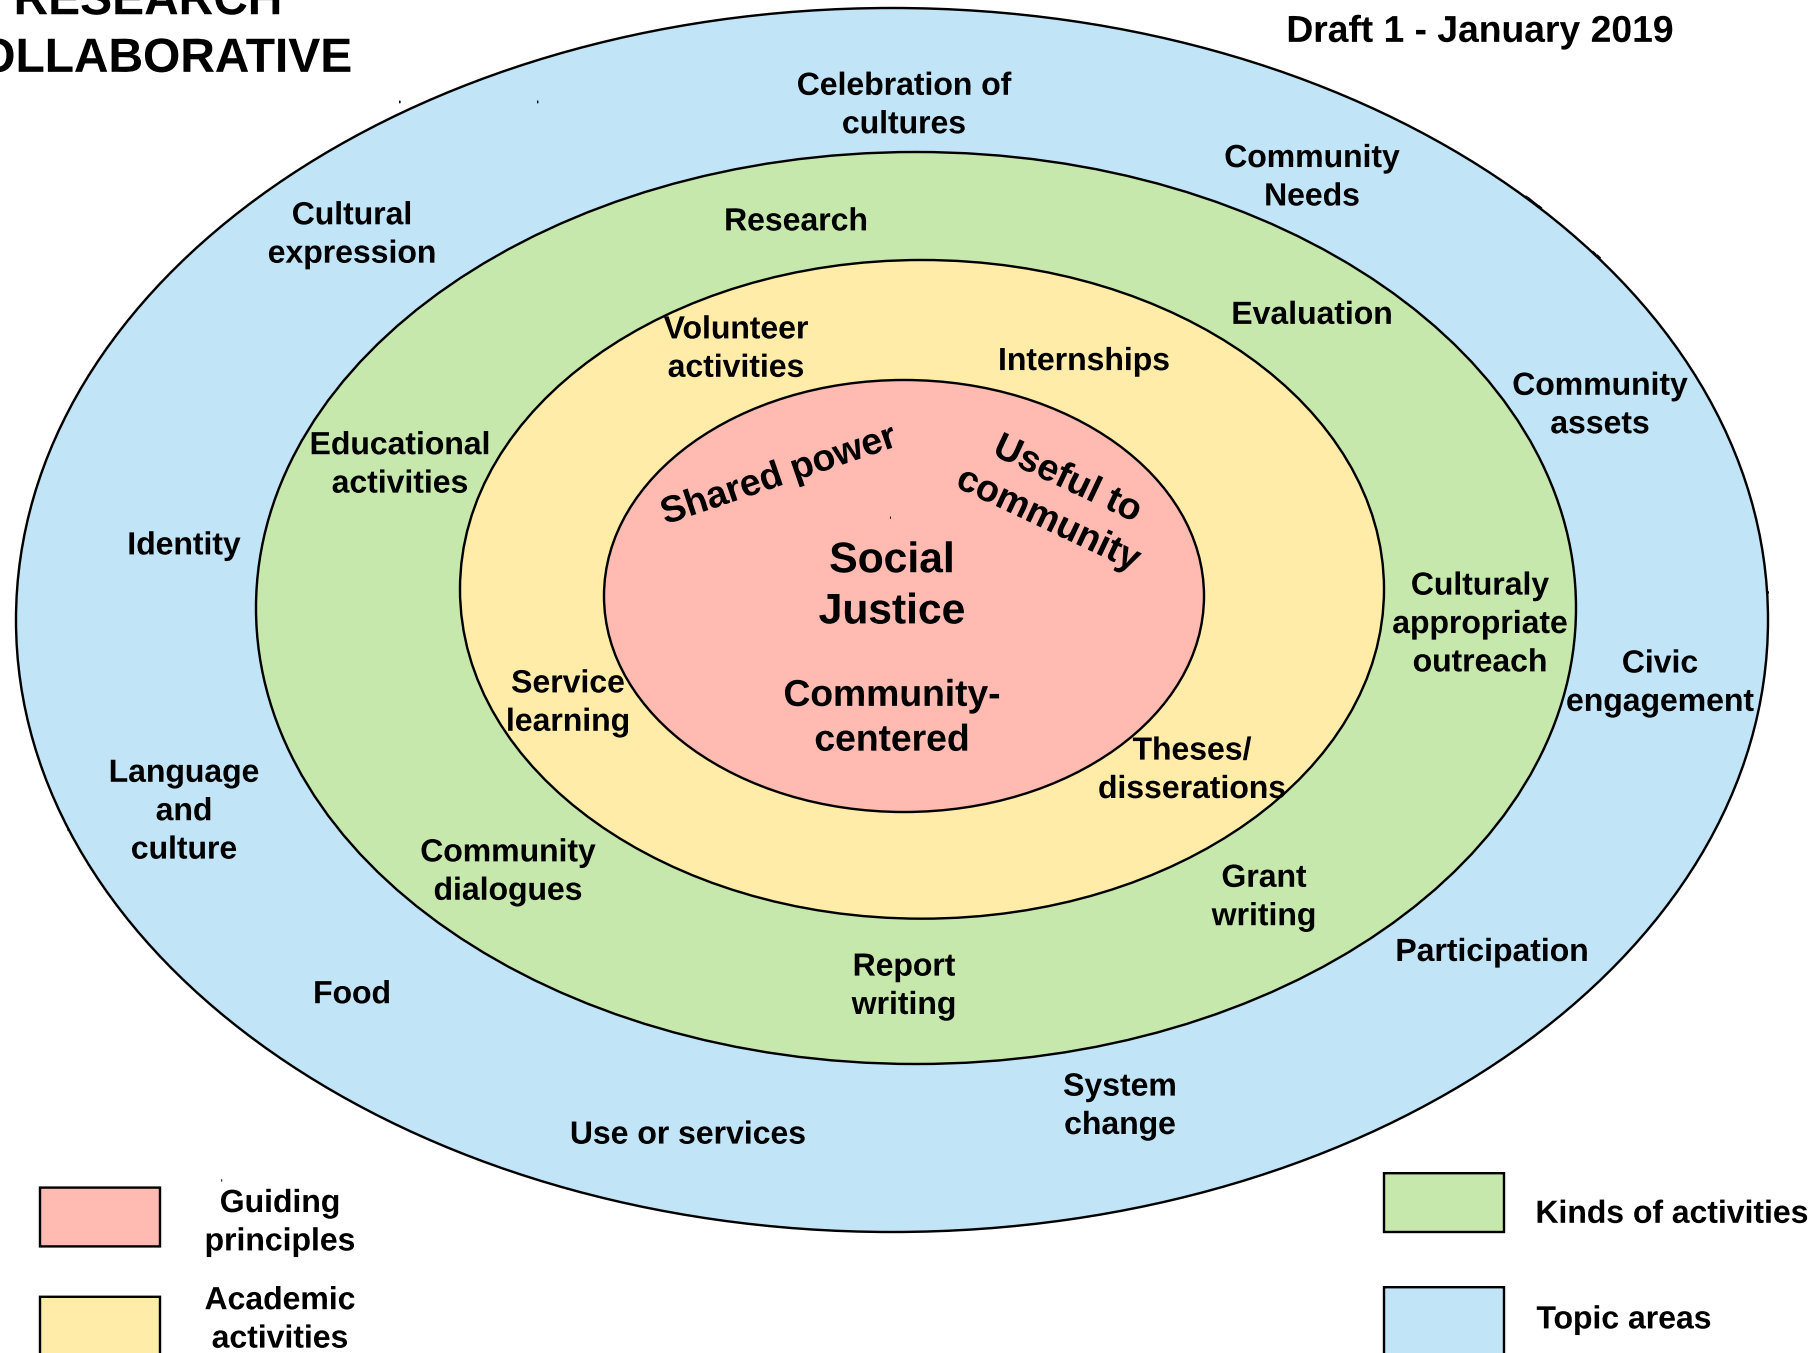 RESEARCH
OLLABORATIVE
Draft 1 - January 2019
Celebration of
cultures
Community
Needs
Cultural
expression
Research
Evaluation
Volunteer
activities
Internships
Community
assets
Educational
activities
Shared power
Useful to
community
Identity
Social
Justice
Culturaly
appropriate
outreach
Civic
engagement
Service
learning
Community-
centered
Theses/
disserations
Language
and
culture
Community
dialogues
Grant
writing
Participation
Report
writing
Food
System
change
Use or services
Guiding
principles
Kinds of activities
Academic
activities
Topic areas